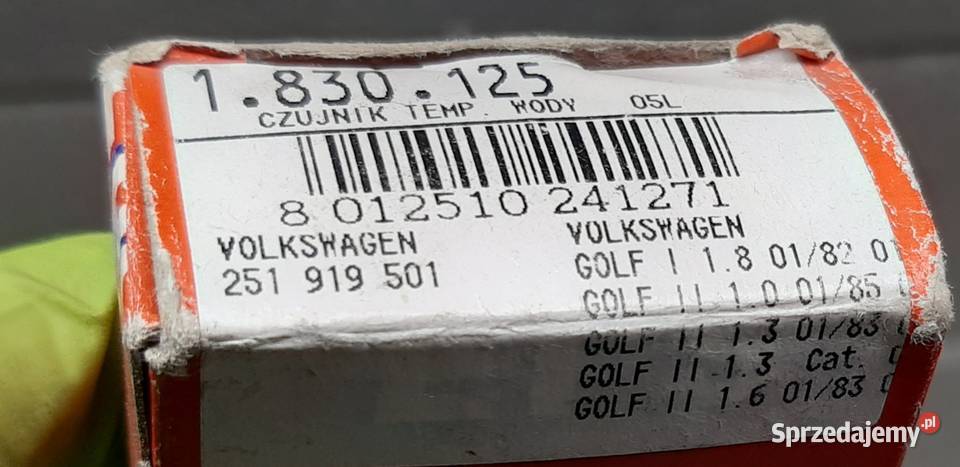 1.830.125
CZUJNIK TEMP. WODY 05L
8 012510 241271
VOLKSWAGEN
251 919 501
VOLKSWAGEN
GOLF I 1.8 01/82 0
GOLF II 1.0 01/85
GOLF II 1.3 01/83
GOLF II 1.3 Cat.
GOLF II 1.6 01/83
Sprzedajemy.pl